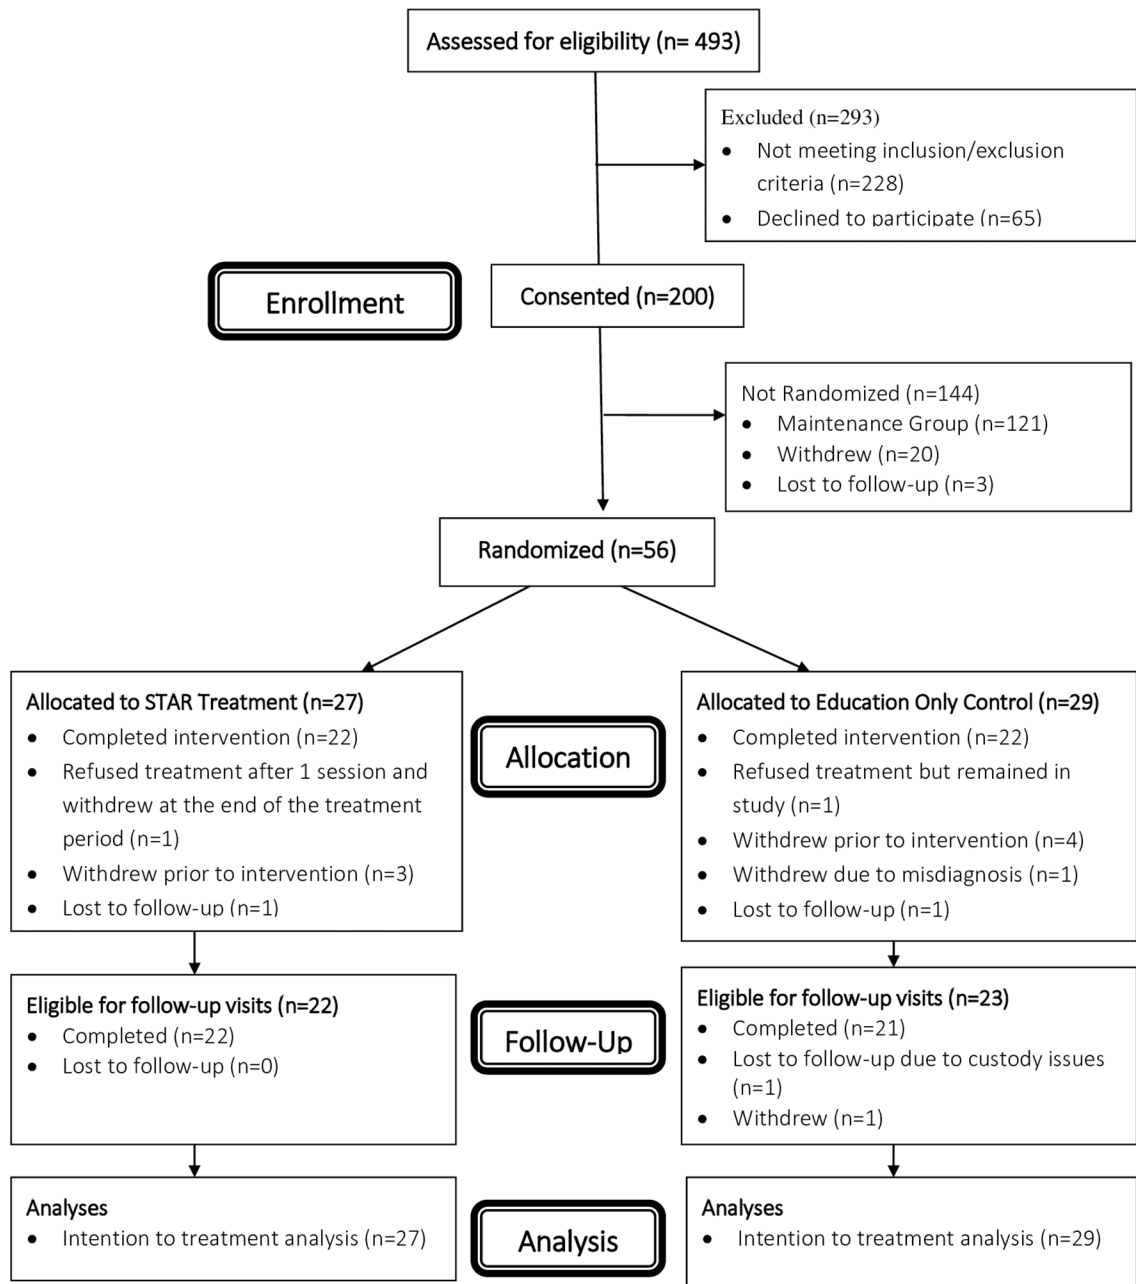 Assessed for eligibility (n= 493)
Excluded (n=293)
• Not meeting inclusion/exclusion
criteria (n=228)
• Declined to participate (n=65)
Enrollment
Consented (n=200)
Not Randomized (n=144)
• Maintenance Group (n=121)
• Withdrew (n=20)
• Lost to follow-up (n=3)
Randomized (n=56)
Allocated to STAR Treatment (n=27)
• Completed intervention (n=22)
• Refused treatment after 1 session and
withdrew at the end of the treatment
period (n=1)
• Withdrew prior to intervention (n=3)
• Lost to follow-up (n=1)
Allocation
Allocated to Education Only Control (n=29)
• Completed intervention (n=22)
• Refused treatment but remained in
study (n=1)
• Withdrew prior to intervention (n=4)
• Withdrew due to misdiagnosis (n=1)
• Lost to follow-up (n=1)
Eligible for follow-up visits (n=22)
• Completed (n=22)
• Lost to follow-up (n=0)
Follow-Up
Eligible for follow-up visits (n=23)
• Completed (n=21)
• Lost to follow-up due to custody issues
(n=1)
• Withdrew (n=1)
Analyses
• Intention to treatment analysis (n=27)
Analysis
Analyses
• Intention to treatment analysis (n=29)